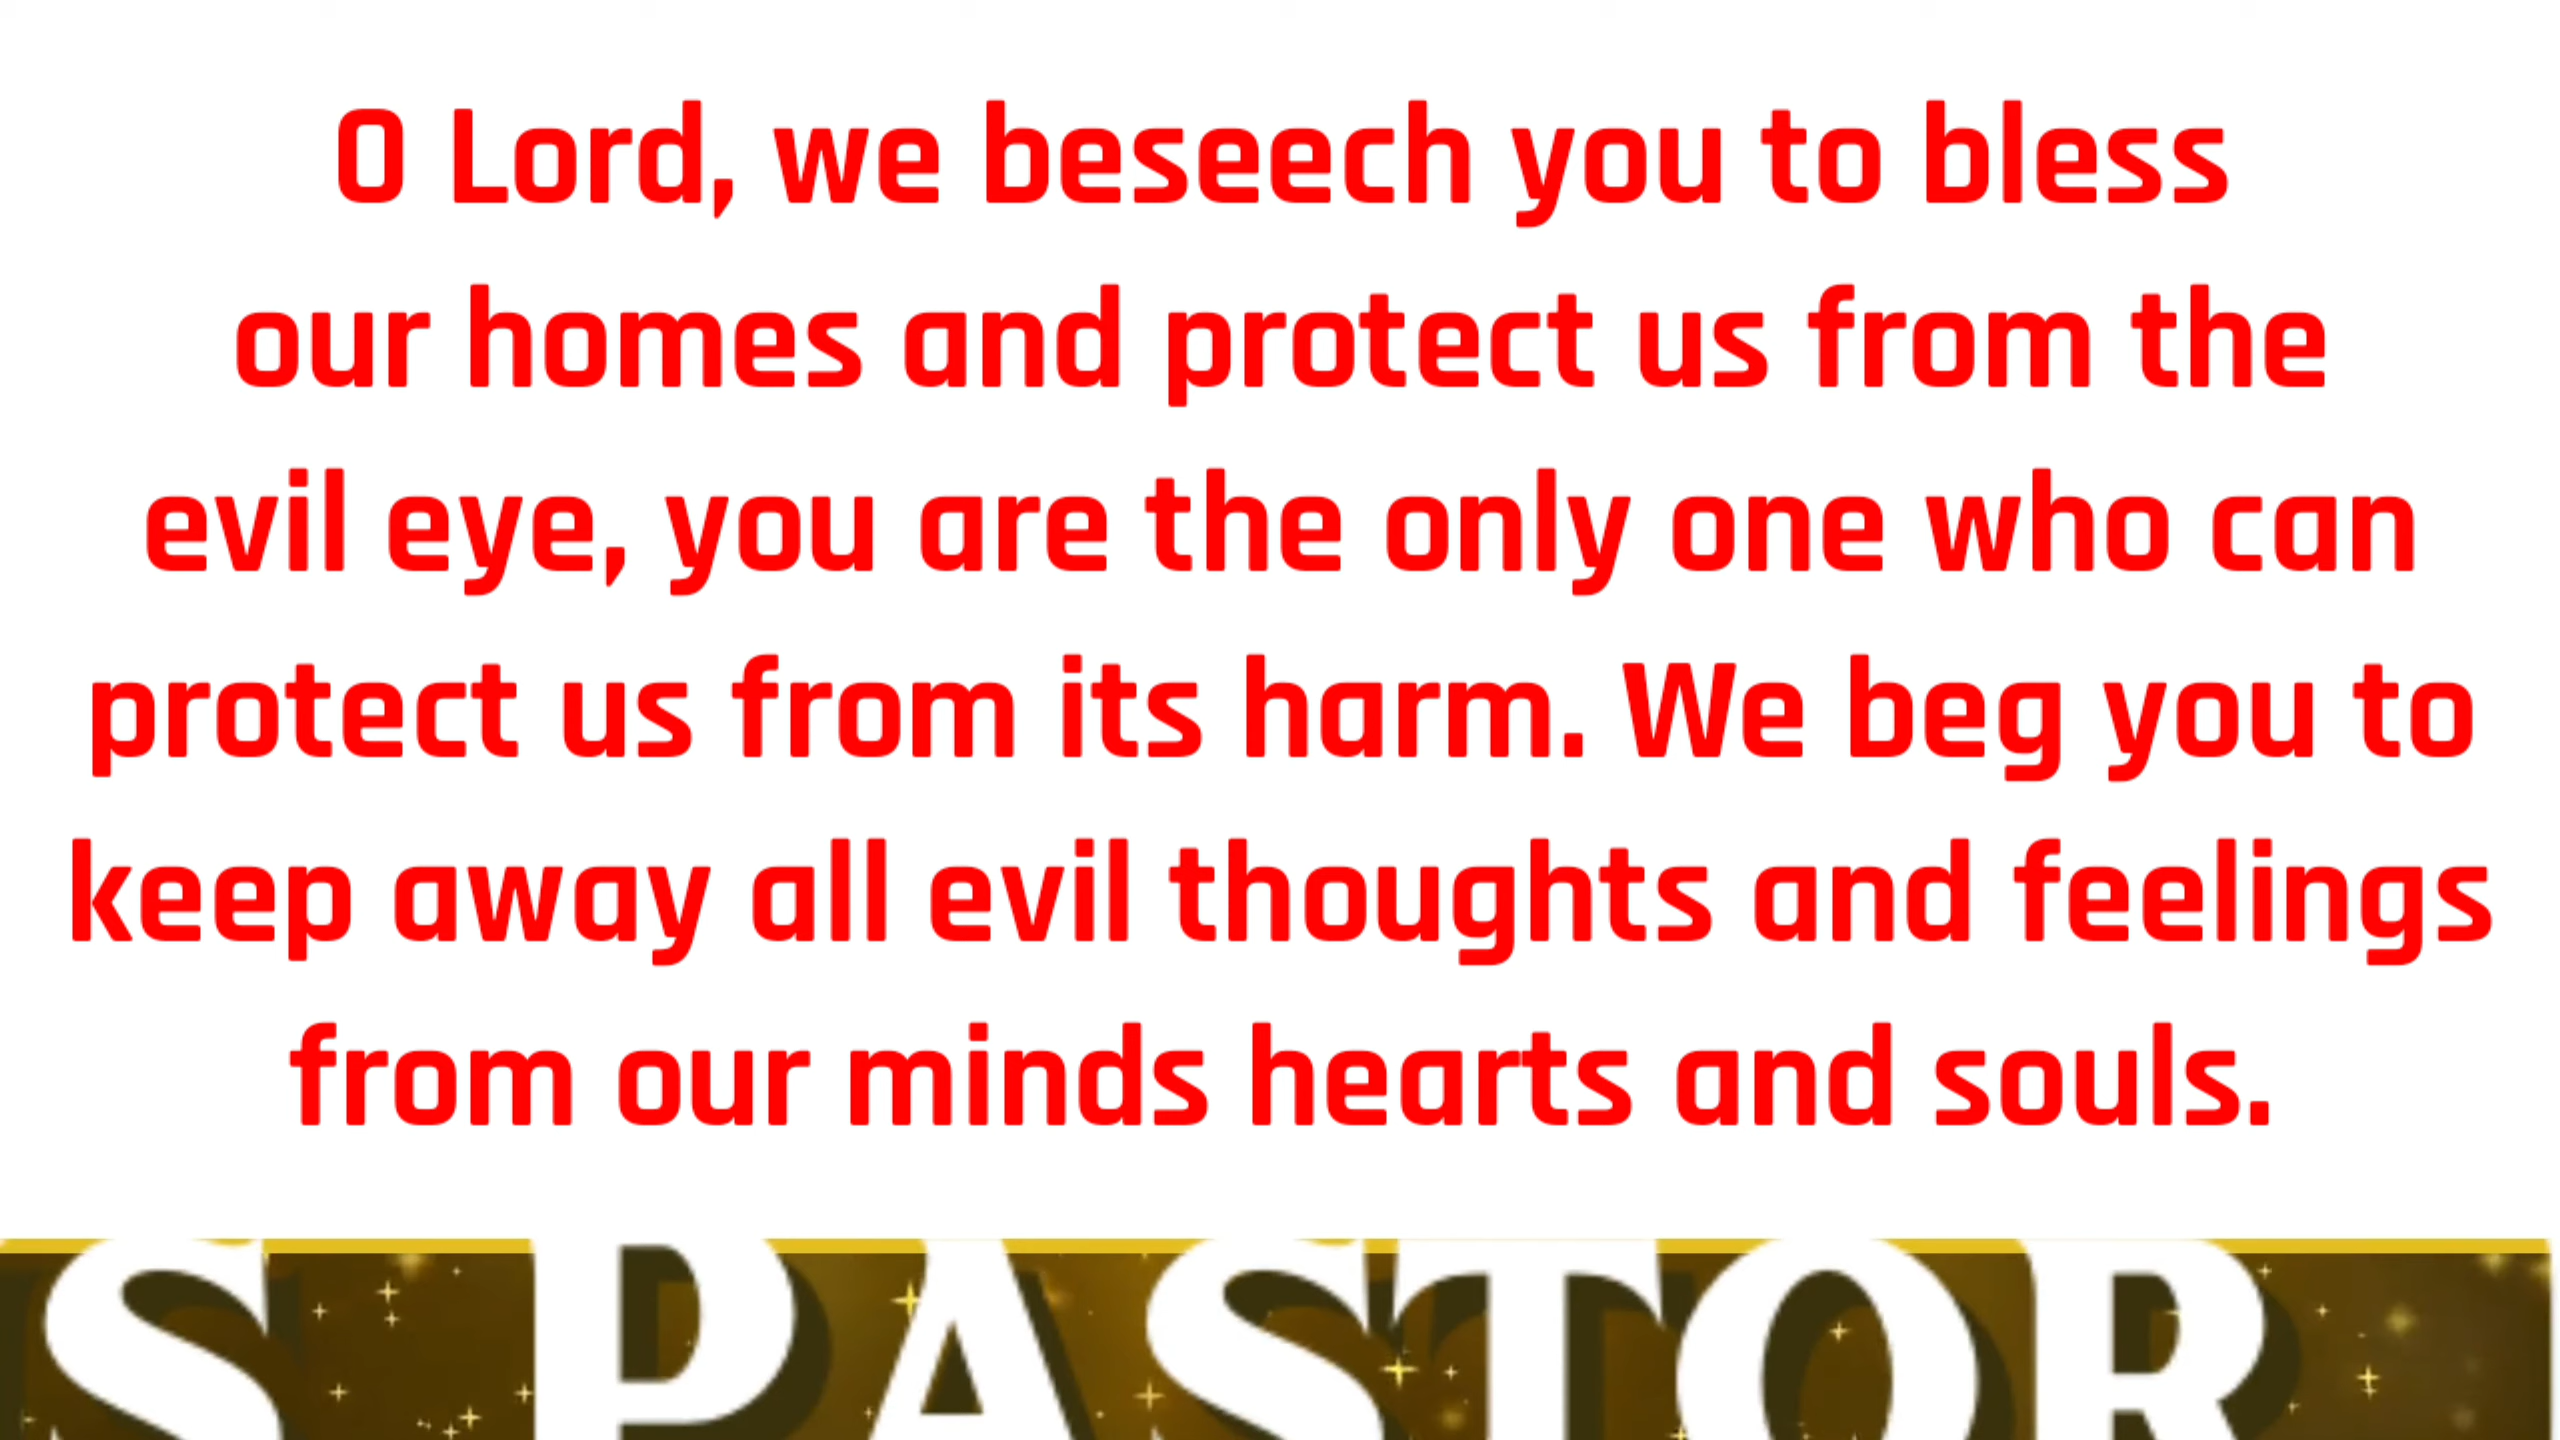 O Lord, we beseech you to bless
our homes and protect us from the
evil eye, you are the only one who can
protect us from its harm. We beg you to
keep away all evil thoughts and feelings
from our minds hearts and souls.
S PASTOR